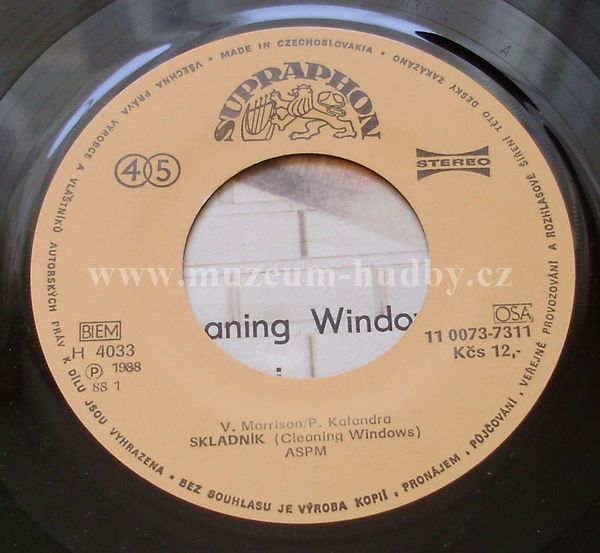 VŠECHNA PRÁVA VÝROBCE A VLASTNÍKŮ AUTORSKÝCH PRÁV K DÍLU JSOU VYHRAZENA • BEZ SOUHLASU JE VÝROBA KOPIÍ, PRONÁJEM, PŮJČOVÁNÍ, VEŘEJNÉ PROVOZOVÁNÍ A ROZHLASOVÉ ŠÍŘENÍ TÉTO DESKY ZAKÁZÁNO • MADE IN CZECHOSLOVAKIA •
A
SUPRAPHON
45
STEREO
www.muzeum-hudby.cz
aning Windo
BIEM
H 4033
Ⓟ 1988
88 1
OSA
11 0073-7311
Kčs 12,-
V. Morrison/P. Kalandra
SKLADNÍK (Cleaning Windows)
ASPM